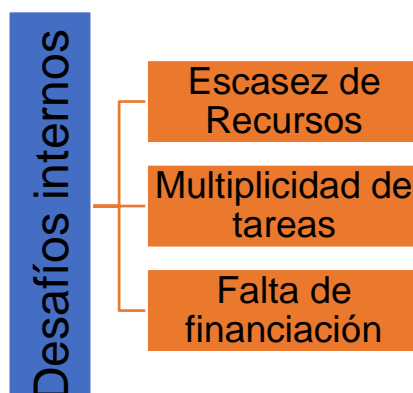 Desafíos internos
Escasez de
Recursos
Multiplicidad de
tareas
Falta de
financiación